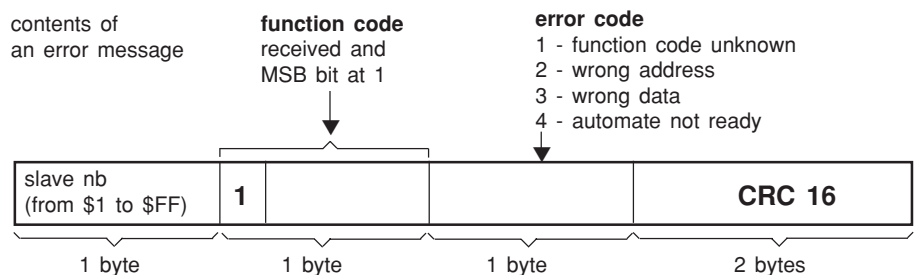 contents of
an error message
function code
received and
MSB bit at 1
error code
1 - function code unknown
2 - wrong address
3 - wrong data
4 - automate not ready
slave nb
(from $1 to $FF)
1
CRC 16
1 byte
1 byte
1 byte
2 bytes